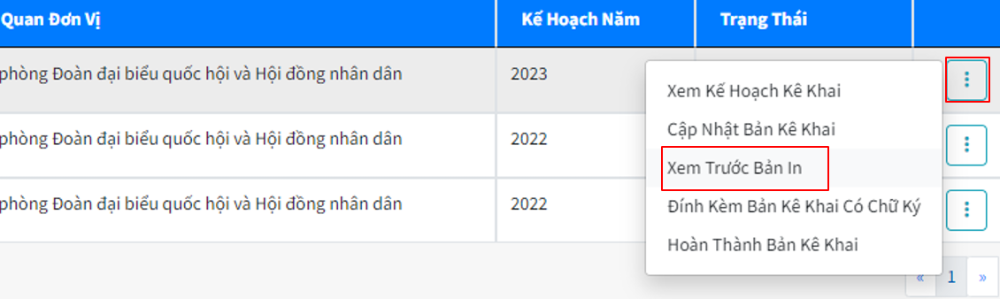 Quan Đơn Vị Kế Hoạch Năm Trạng Thái
phòng Đoàn đại biểu quốc hội và Hội đồng nhân dân 2023
Xem Kế Hoạch Kê Khai
Cập Nhật Bản Kê Khai
phòng Đoàn đại biểu quốc hội và Hội đồng nhân dân 2022
Xem Trước Bản In
phòng Đoàn đại biểu quốc hội và Hội đồng nhân dân 2022
Đính Kèm Bản Kê Khai Có Chữ Ký
Hoàn Thành Bản Kê Khai
« 1 »